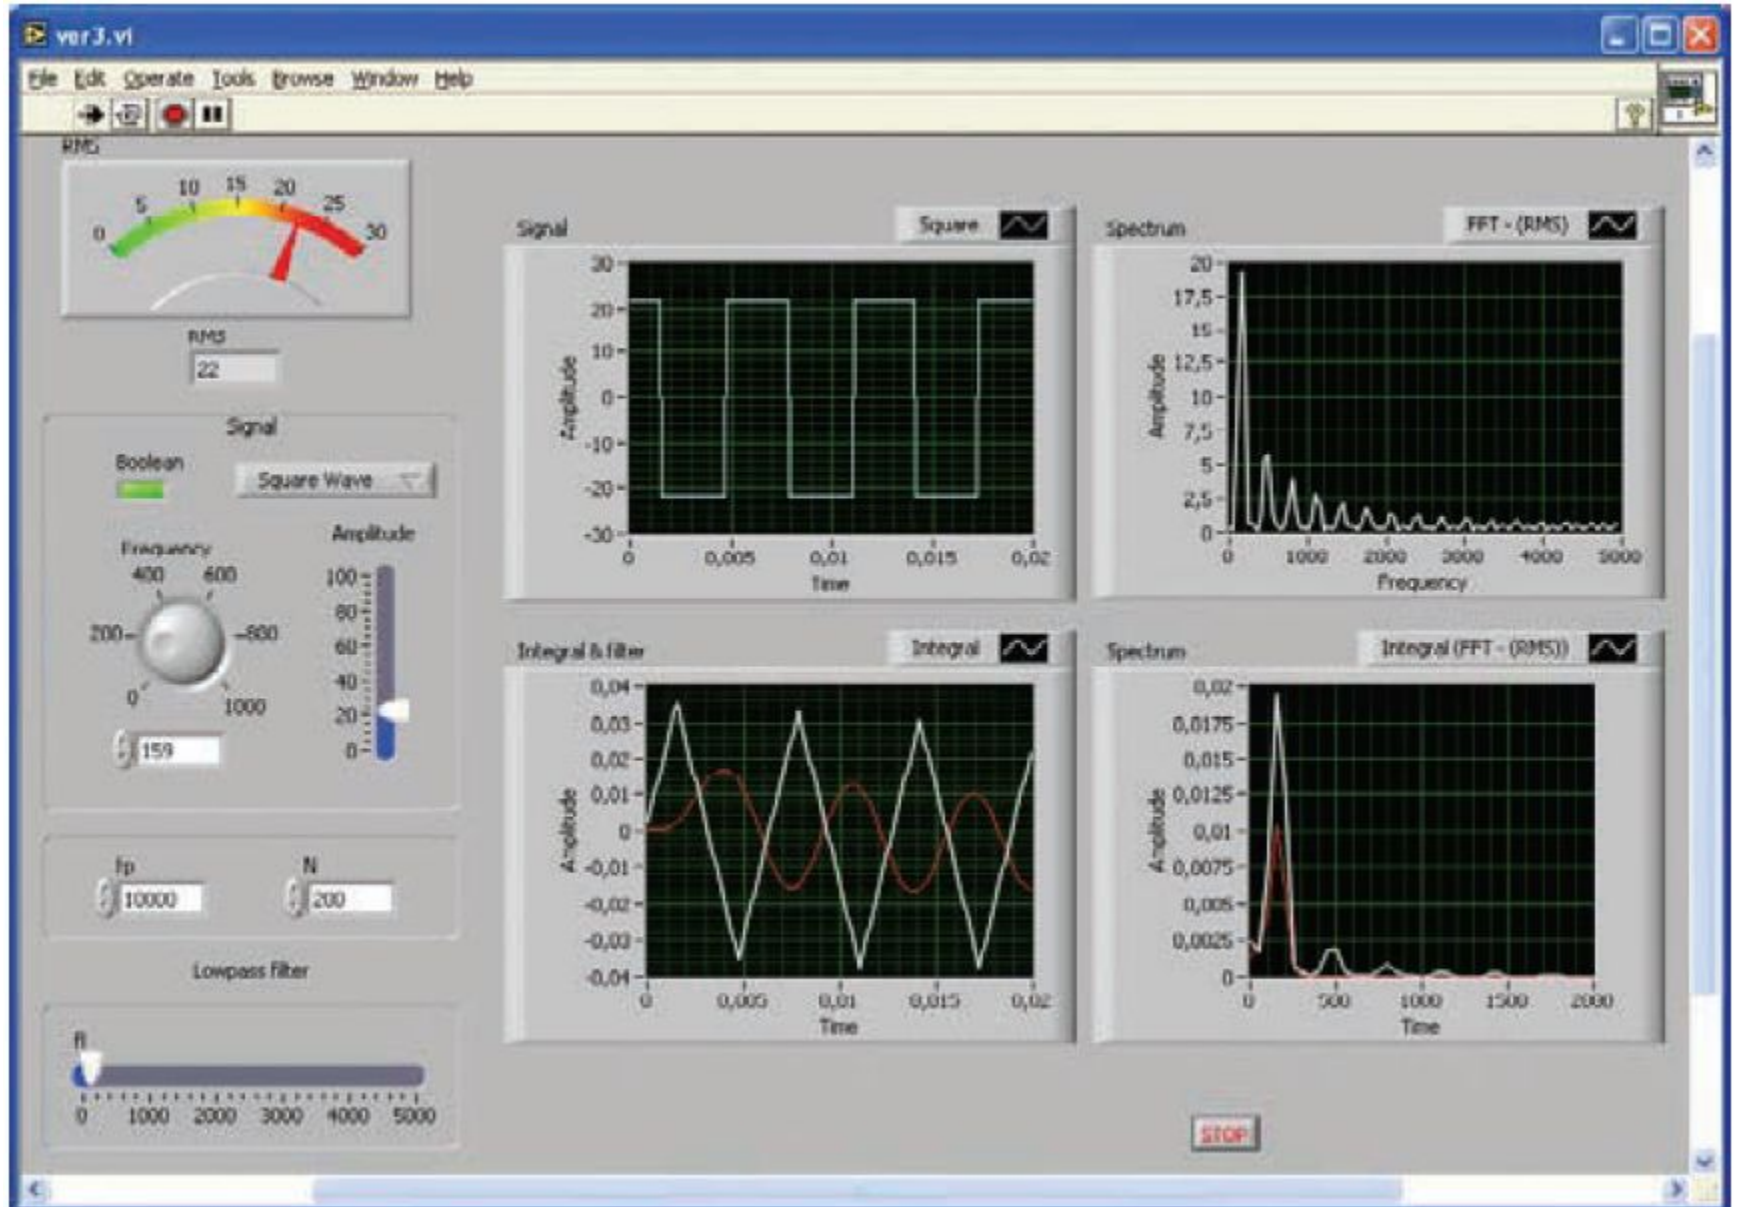 ver3.vi
File Edit Operate Tools Browse Window Help
RMS
0 5 10 15 20 25 30
RMS
22
Signal
Boolean
Square Wave
Frequency
0 200 400 600 800 1000
159
Amplitude
100
80
60
40
20
0
fp
10000
N
200
Lowpass filter
fl
0 1000 2000 3000 4000 5000
Signal
Square
Amplitude
30
20
10
0
-10
-20
-30
0 0,005 0,01 0,015 0,02
Time
Spectrum
FFT - (RMS)
Amplitude
20
17,5
15
12,5
10
7,5
5
2,5
0
0 1000 2000 3000 4000 5000
Frequency
Integral & filter
Integral
Amplitude
0,04
0,03
0,02
0,01
0
-0,01
-0,02
-0,03
-0,04
0 0,005 0,01 0,015 0,02
Time
Spectrum
Integral (FFT - (RMS))
Amplitude
0,02
0,0175
0,015
0,0125
0,01
0,0075
0,005
0,0025
0
0 500 1000 1500 2000
Time
STOP